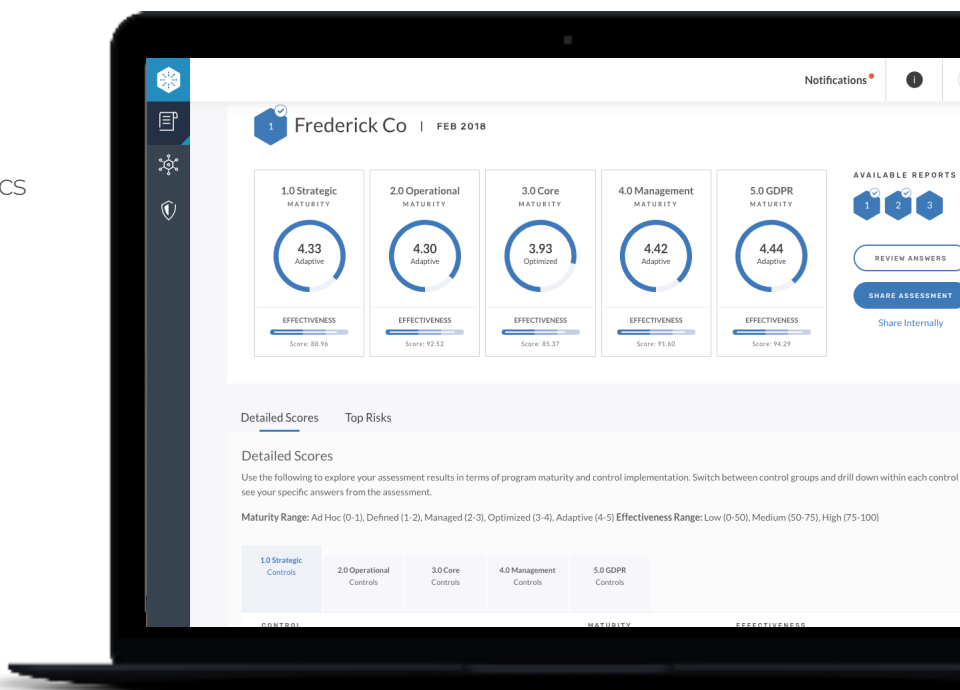 cs
Notifications
i
1
Frederick Co | FEB 2018
1.0 Strategic
MATURITY
4.33
Adaptive
EFFECTIVENESS
Score: 88.96
2.0 Operational
MATURITY
4.30
Adaptive
EFFECTIVENESS
Score: 92.52
3.0 Core
MATURITY
3.93
Optimized
EFFECTIVENESS
Score: 85.37
4.0 Management
MATURITY
4.42
Adaptive
EFFECTIVENESS
Score: 91.60
5.0 GDPR
MATURITY
4.44
Adaptive
EFFECTIVENESS
Score: 94.29
AVAILABLE REPORTS
1 2 3
REVIEW ANSWERS
SHARE ASSESSMENT
Share Internally
Detailed Scores Top Risks
Detailed Scores
Use the following to explore your assessment results in terms of program maturity and control implementation. Switch between control groups and drill down within each control
see your specific answers from the assessment.
Maturity Range: Ad Hoc (0-1), Defined (1-2), Managed (2-3), Optimized (3-4), Adaptive (4-5) Effectiveness Range: Low (0-50), Medium (50-75), High (75-100)
1.0 Strategic
Controls
2.0 Operational
Controls
3.0 Core
Controls
4.0 Management
Controls
5.0 GDPR
Controls
CONTROL MATURITY EFFECTIVENESS